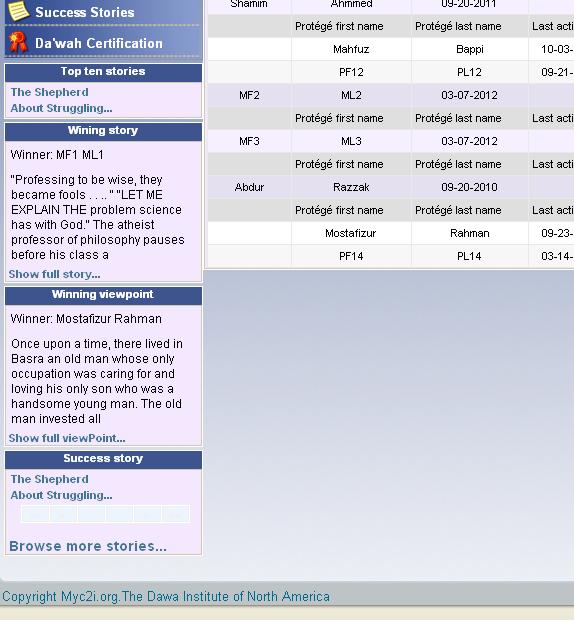 Success Stories
Da'wah Certification
Top ten stories
The Shepherd
About Struggling...
Wining story
Winner: MF1 ML1
"Professing to be wise, they
became fools . . . . " "LET ME
EXPLAIN THE problem science
has with God." The atheist
professor of philosophy pauses
before his class a
Show full story...
Winning viewpoint
Winner: Mostafizur Rahman
Once upon a time, there lived in
Basra an old man whose only
occupation was caring for and
loving his only son who was a
handsome young man. The old
man invested all
Show full viewPoint...
Success story
The Shepherd
About Struggling...
Browse more stories...
Shamim Ahmmed 09-20-2011
Protégé first name Protégé last name Last acti
Mahfuz Bappi 10-03-
PF12 PL12 09-21-
MF2 ML2 03-07-2012
Protégé first name Protégé last name Last acti
MF3 ML3 03-07-2012
Protégé first name Protégé last name Last acti
Abdur Razzak 09-20-2010
Protégé first name Protégé last name Last acti
Mostafizur Rahman 09-23-
PF14 PL14 03-14-
Copyright Myc2i.org.The Dawa Institute of North America